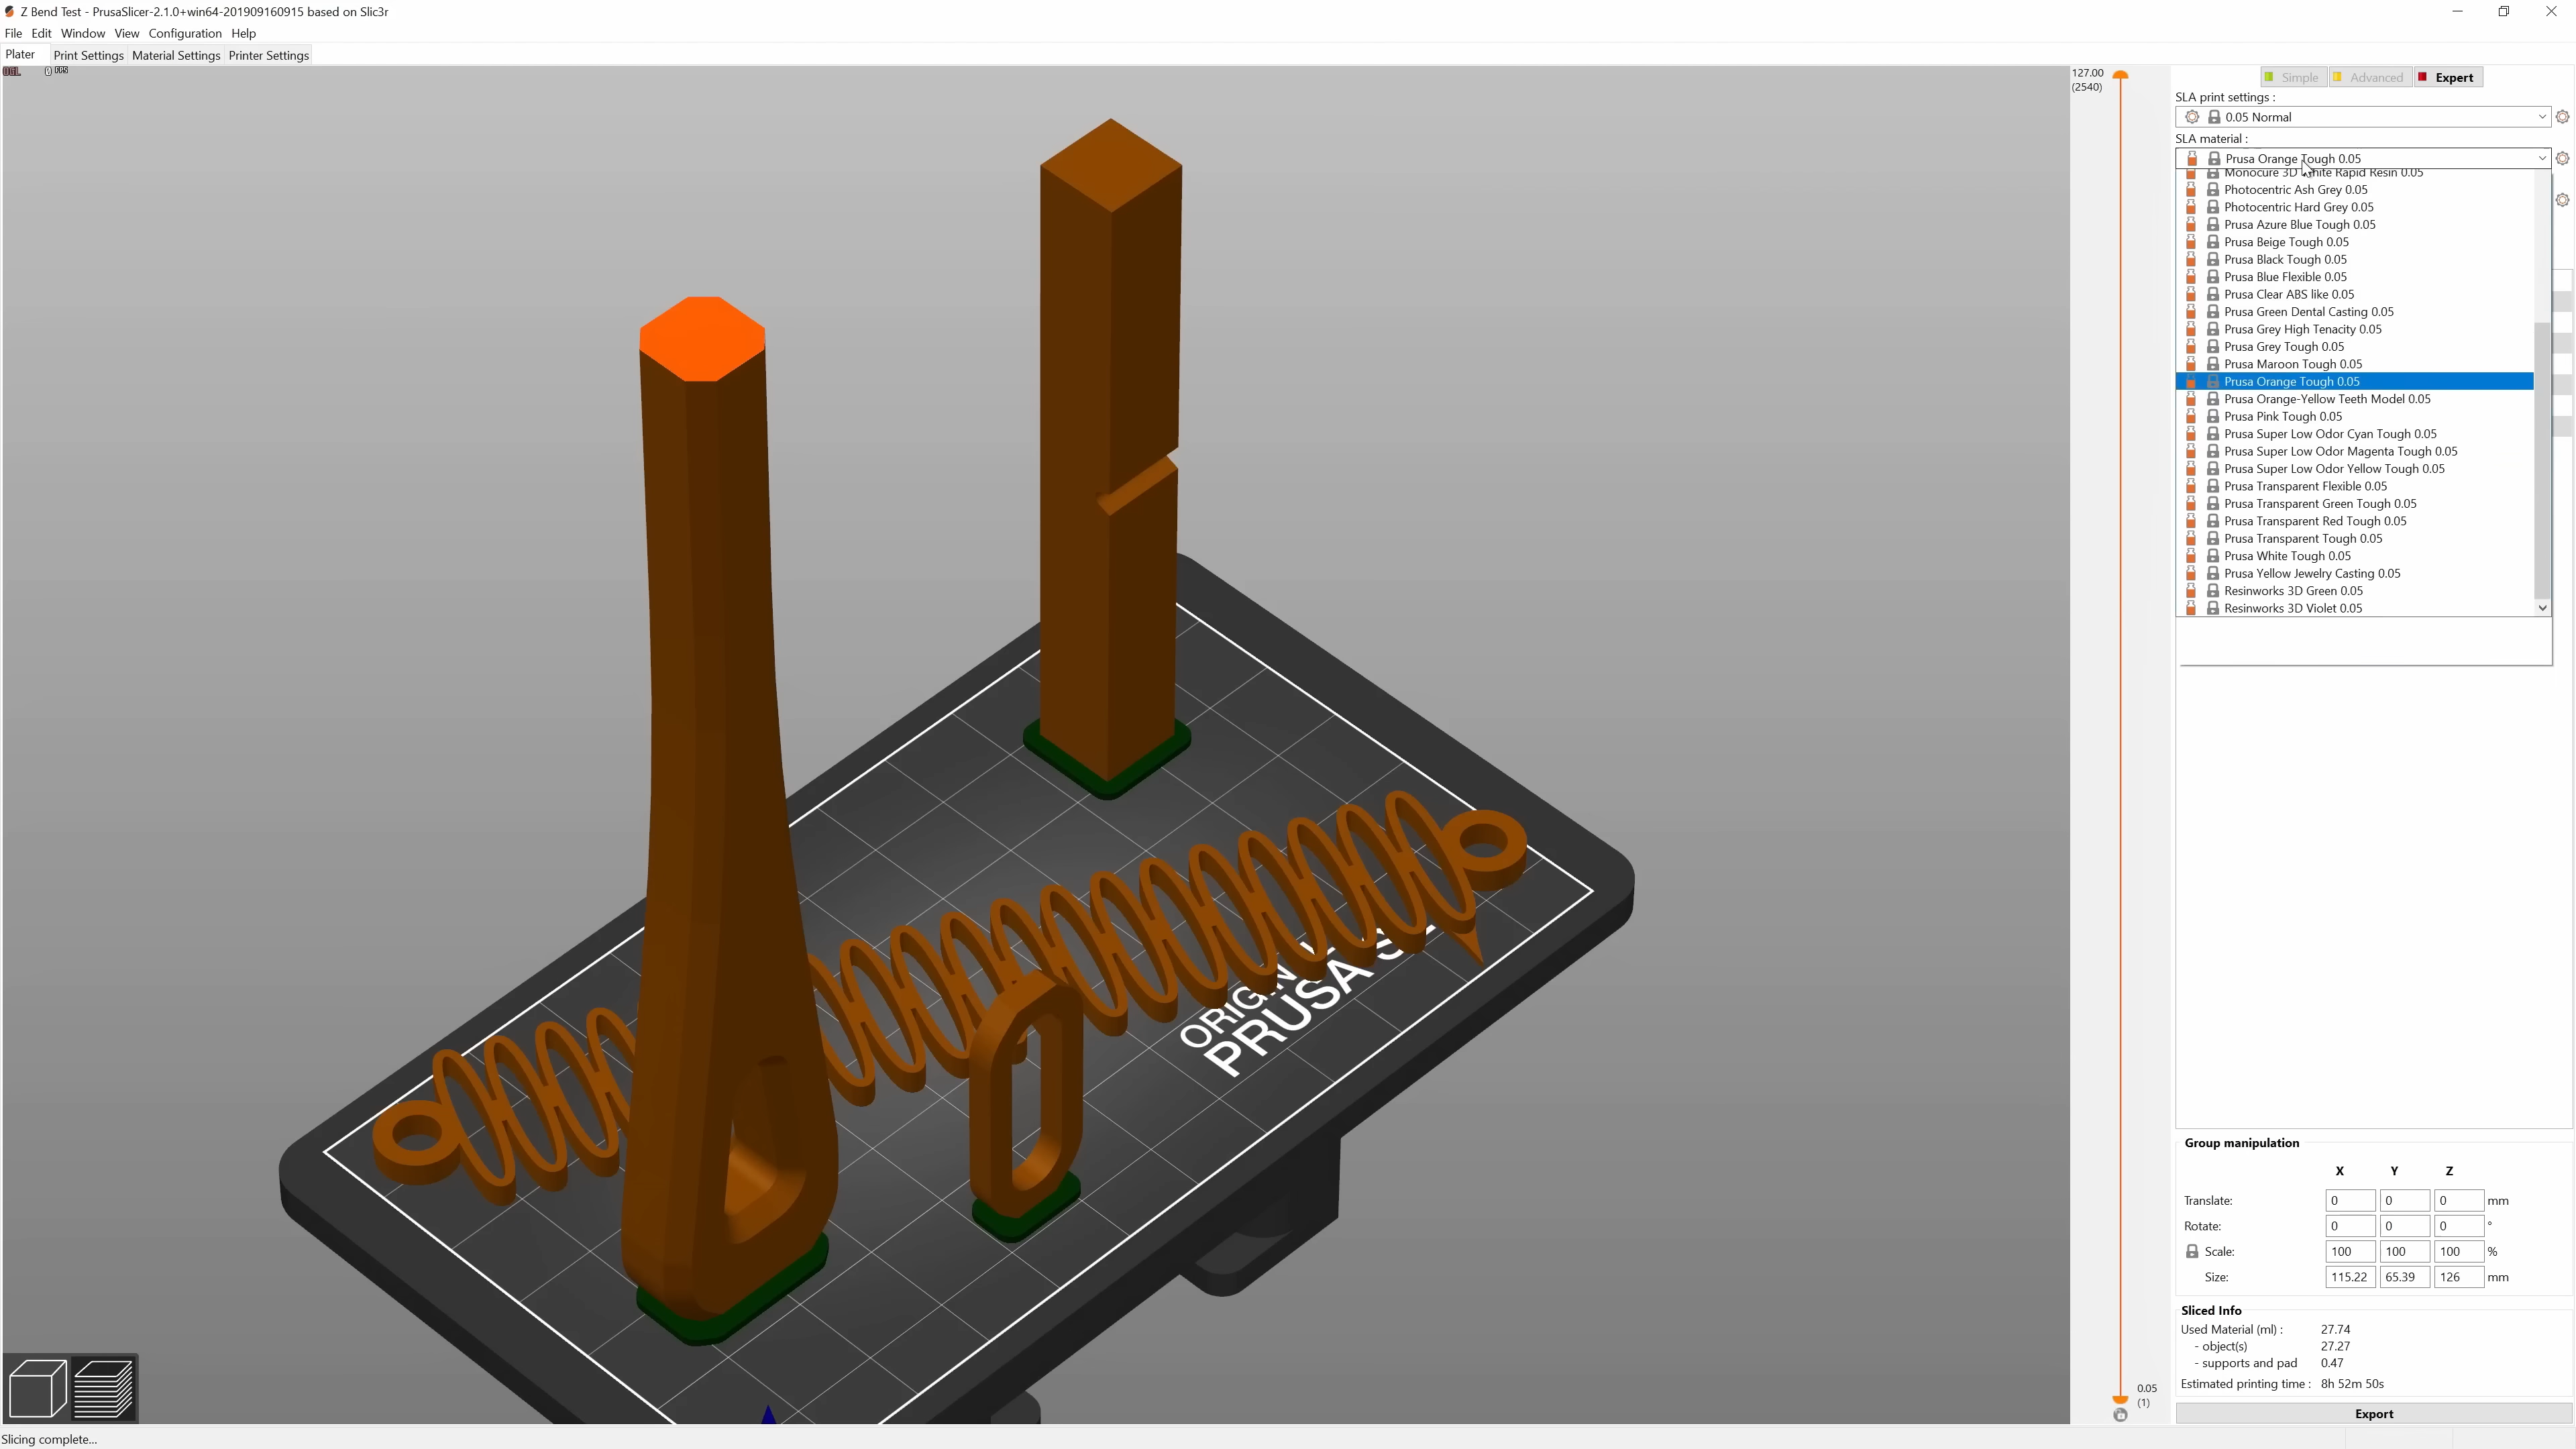 Z Bend Test - PrusaSlicer-2.1.0+win64-201909160915 based on Slic3r
File Edit Window View Configuration Help
Plater Print Settings Material Settings Printer Settings
0 FPS
127.00
(2540)
Simple Advanced Expert
SLA print settings :
0.05 Normal
SLA material :
Prusa Orange Tough 0.05
Monocure 3D White Rapid Resin 0.05
Photocentric Ash Grey 0.05
Photocentric Hard Grey 0.05
Prusa Azure Blue Tough 0.05
Prusa Beige Tough 0.05
Prusa Black Tough 0.05
Prusa Blue Flexible 0.05
Prusa Clear ABS like 0.05
Prusa Green Dental Casting 0.05
Prusa Grey High Tenacity 0.05
Prusa Grey Tough 0.05
Prusa Maroon Tough 0.05
Prusa Orange Tough 0.05
Prusa Orange-Yellow Teeth Model 0.05
Prusa Pink Tough 0.05
Prusa Super Low Odor Cyan Tough 0.05
Prusa Super Low Odor Magenta Tough 0.05
Prusa Super Low Odor Yellow Tough 0.05
Prusa Transparent Flexible 0.05
Prusa Transparent Green Tough 0.05
Prusa Transparent Red Tough 0.05
Prusa Transparent Tough 0.05
Prusa White Tough 0.05
Prusa Yellow Jewelry Casting 0.05
Resinworks 3D Green 0.05
Resinworks 3D Violet 0.05
PRUSA
Group manipulation
X Y Z
Translate: 0 0 0 mm
Rotate: 0 0 0 °
Scale: 100 100 100 %
Size: 115.22 65.39 126 mm
Sliced Info
Used Material (ml) : 27.74
- object(s) 27.27
- supports and pad 0.47
Estimated printing time : 8h 52m 50s
0.05
(1)
Export
Slicing complete...